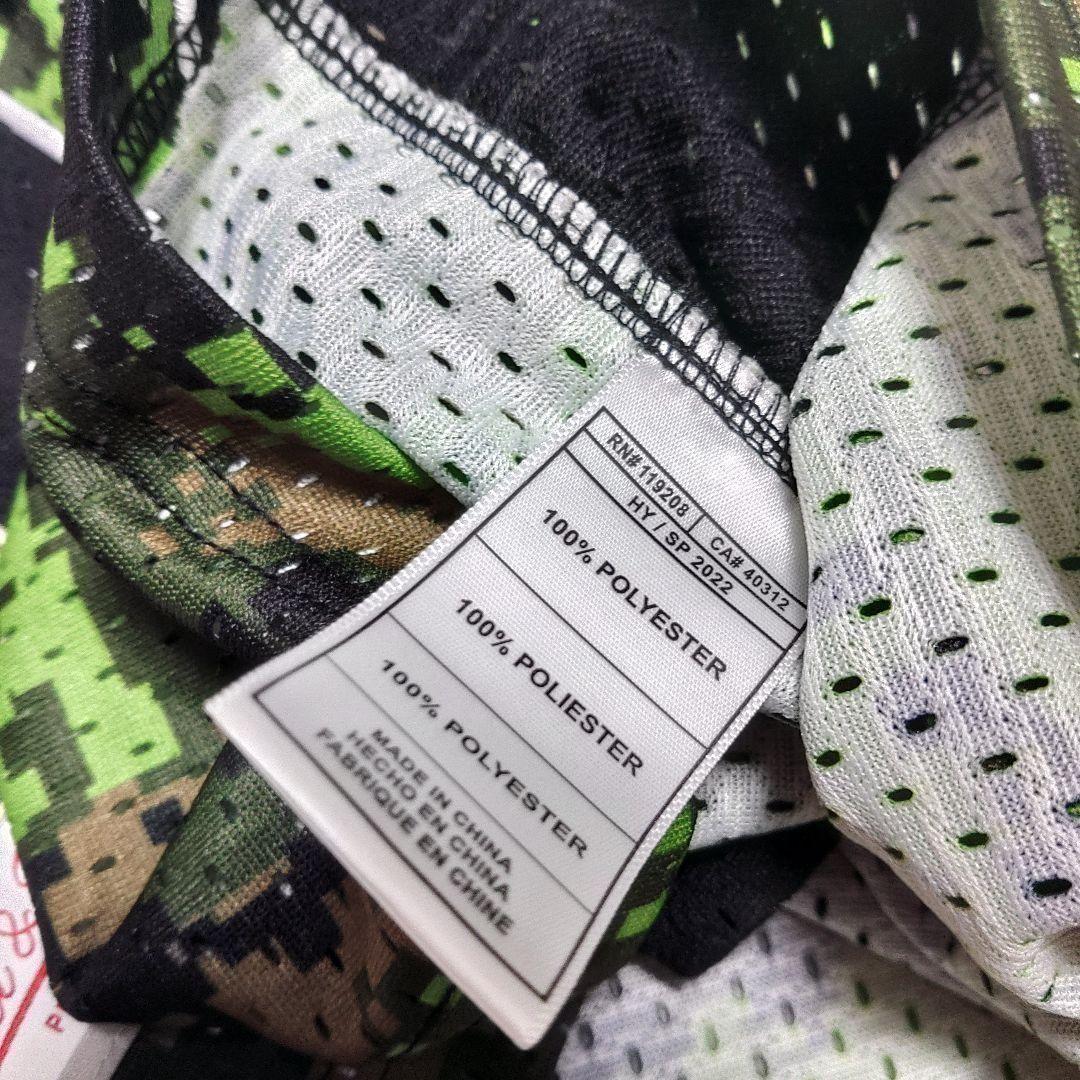 RN#119208 CA# 40312
HY / SP 2022
100% POLYESTER
100% POLIESTER
100% POLYESTER
MADE IN CHINA
HECHO EN CHINA
FABRIQUE EN CHINE